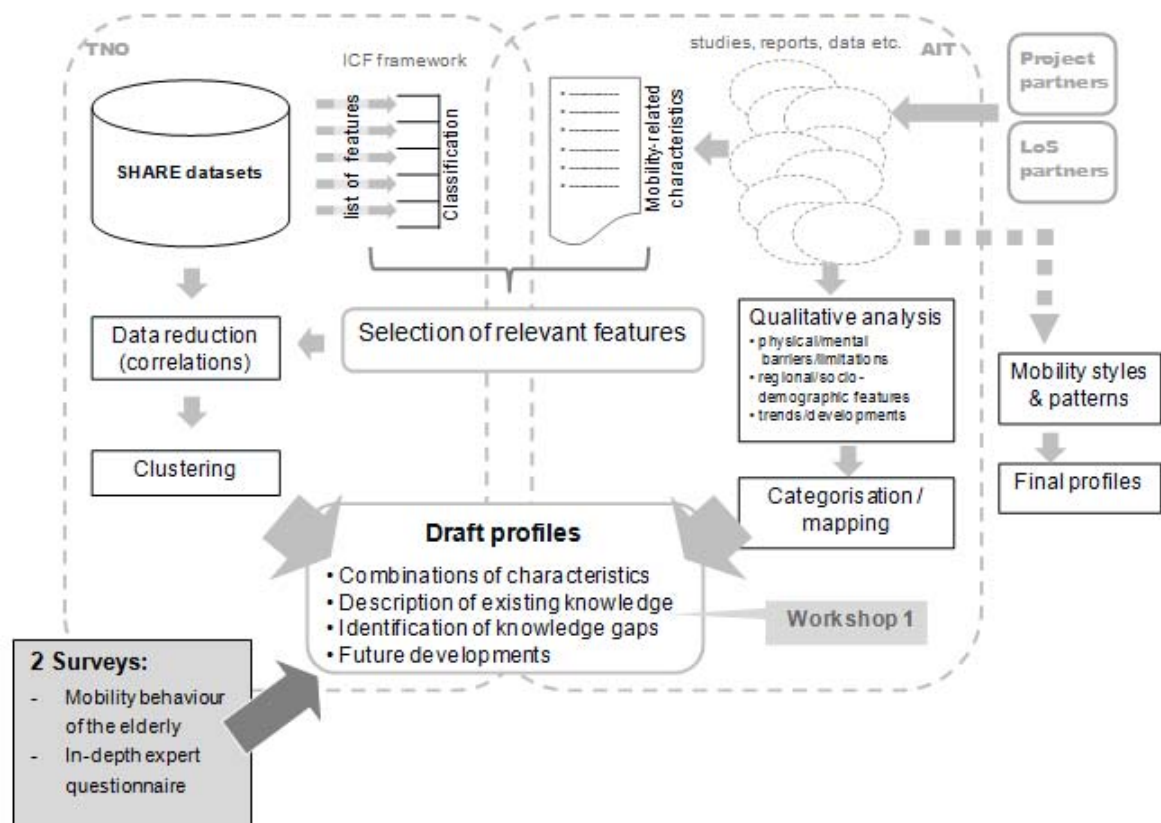 TNO
ICF framework
studies, reports, data etc.
AIT
Project
partners
LoS
partners
SHARE datasets
list of features
Classification
Mobility-related
characteristics
Selection of relevant features
Data reduction
(correlations)
Clustering
Qualitative analysis
• physical/mental
barriers/limitations
• regional/socio-
demographic features
• trends/developments
Categorisation /
mapping
Mobility styles
& patterns
Final profiles
Draft profiles
• Combinations of characteristics
• Description of existing knowledge
• Identification of knowledge gaps
• Future developments
Workshop 1
2 Surveys:
- Mobility behaviour
of the elderly
- In-depth expert
questionnaire